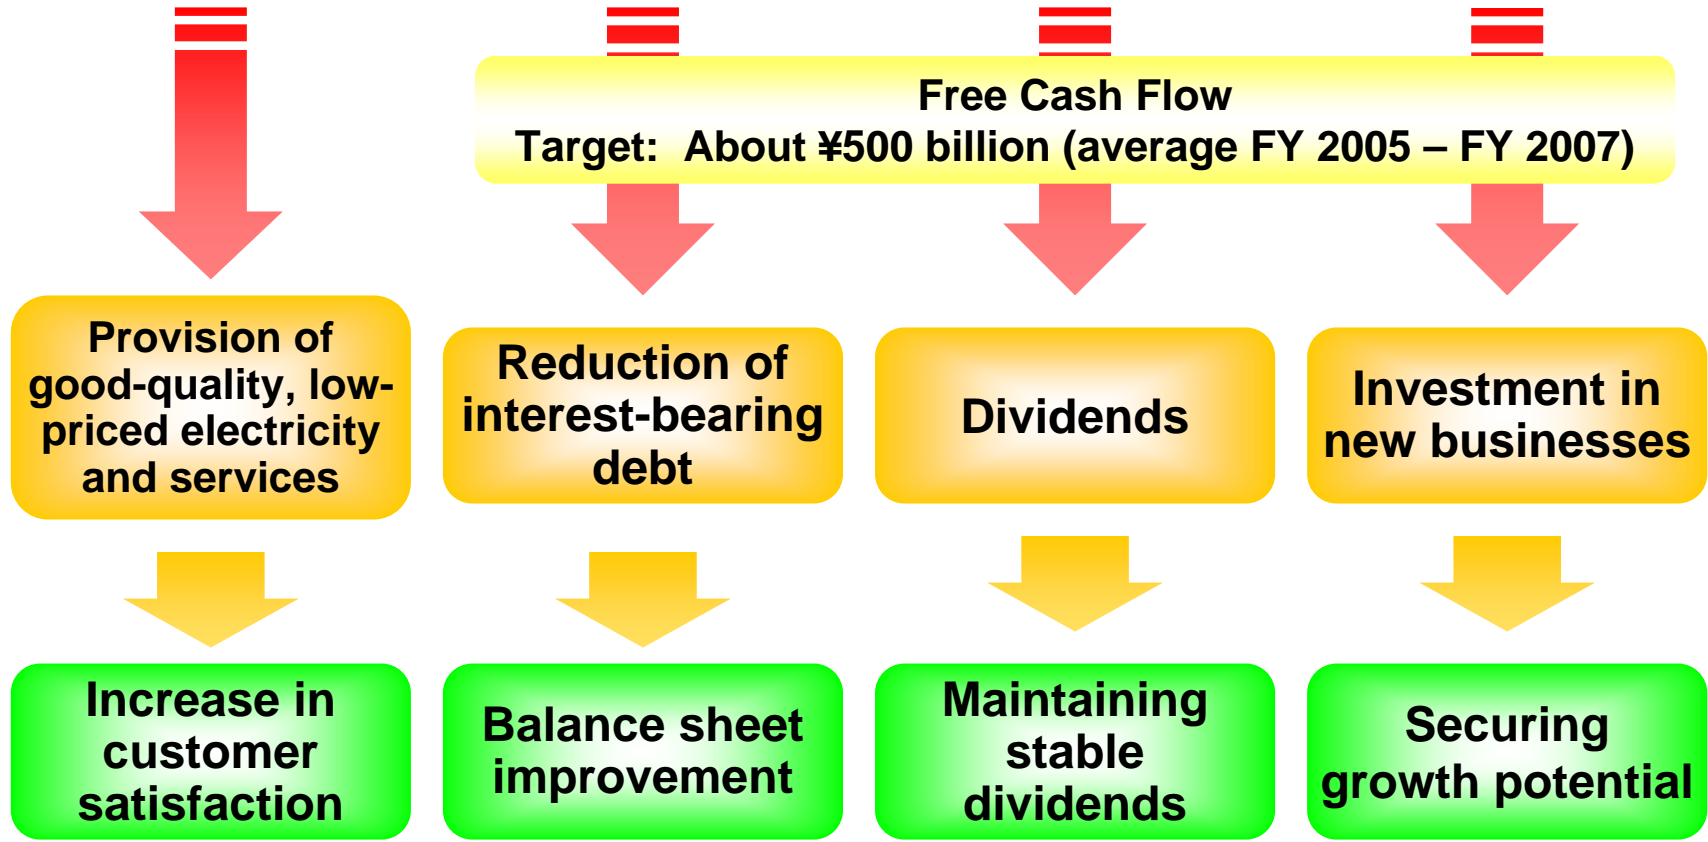 Free Cash Flow
Target: About ¥500 billion (average FY 2005 – FY 2007)
Provision of
good-quality, low-
priced electricity
and services
Reduction of
interest-bearing
debt
Dividends
Investment in
new businesses
Increase in
customer
satisfaction
Balance sheet
improvement
Maintaining
stable
dividends
Securing
growth potential